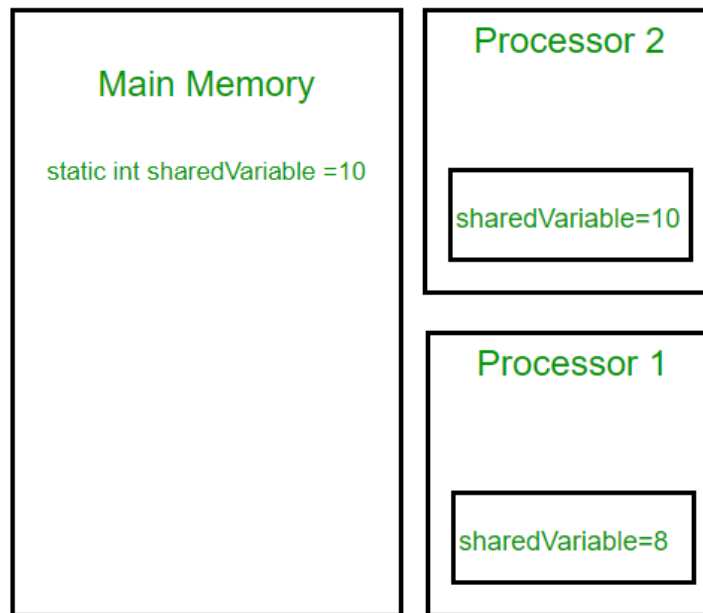 Main Memory
static int sharedVariable =10
Processor 2
sharedVariable=10
Processor 1
sharedVariable=8